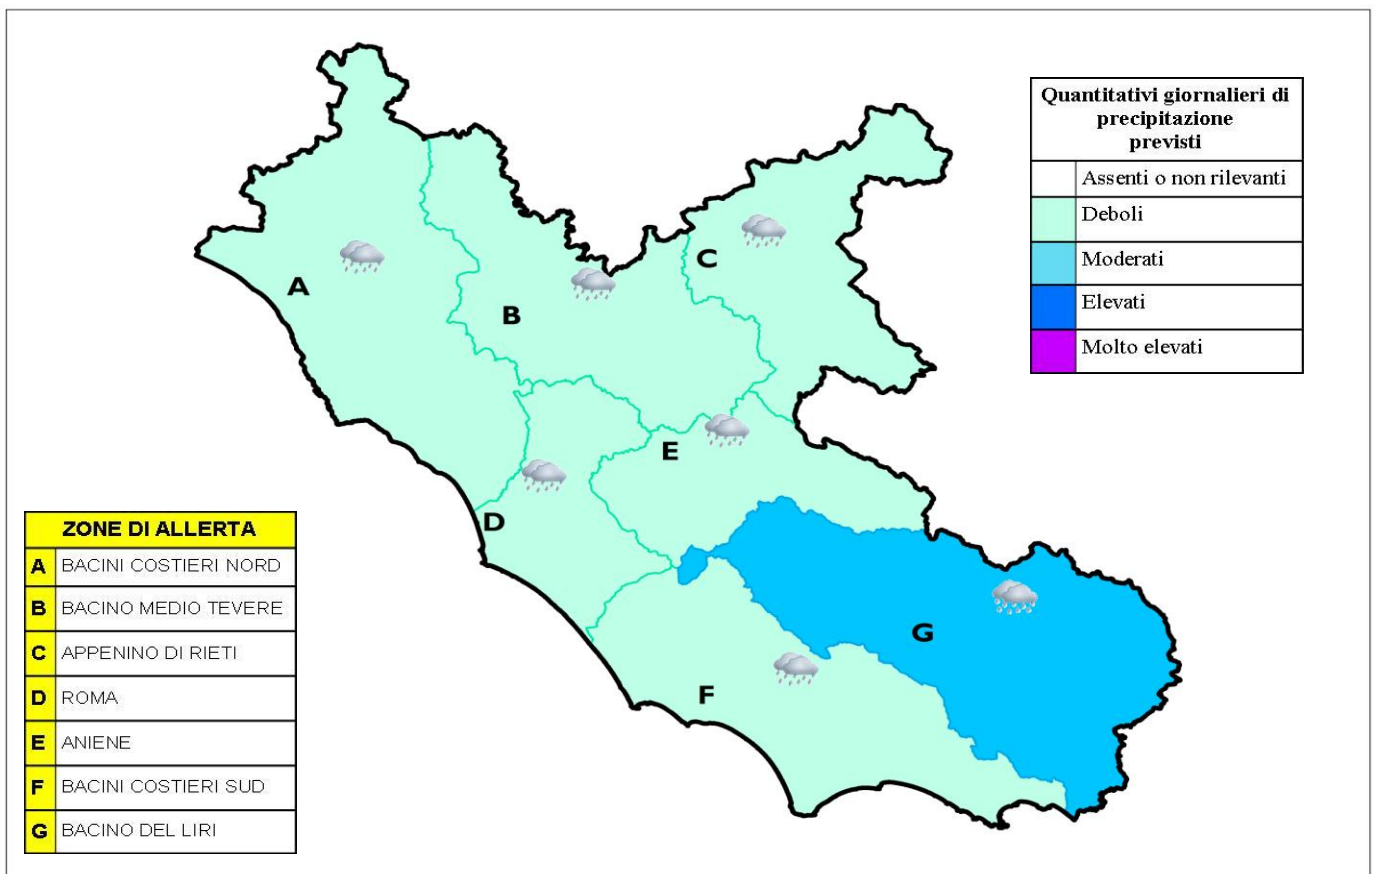 Quantitativi giornalieri di
precipitazione
previsti
Assenti o non rilevanti
Deboli
Moderati
Elevati
Molto elevati
A
B
C
D
E
F
G
ZONE DI ALLERTA
A BACINI COSTIERI NORD
B BACINO MEDIO TEVERE
C APPENINO DI RIETI
D ROMA
E ANIENE
F BACINI COSTIERI SUD
G BACINO DEL LIRI